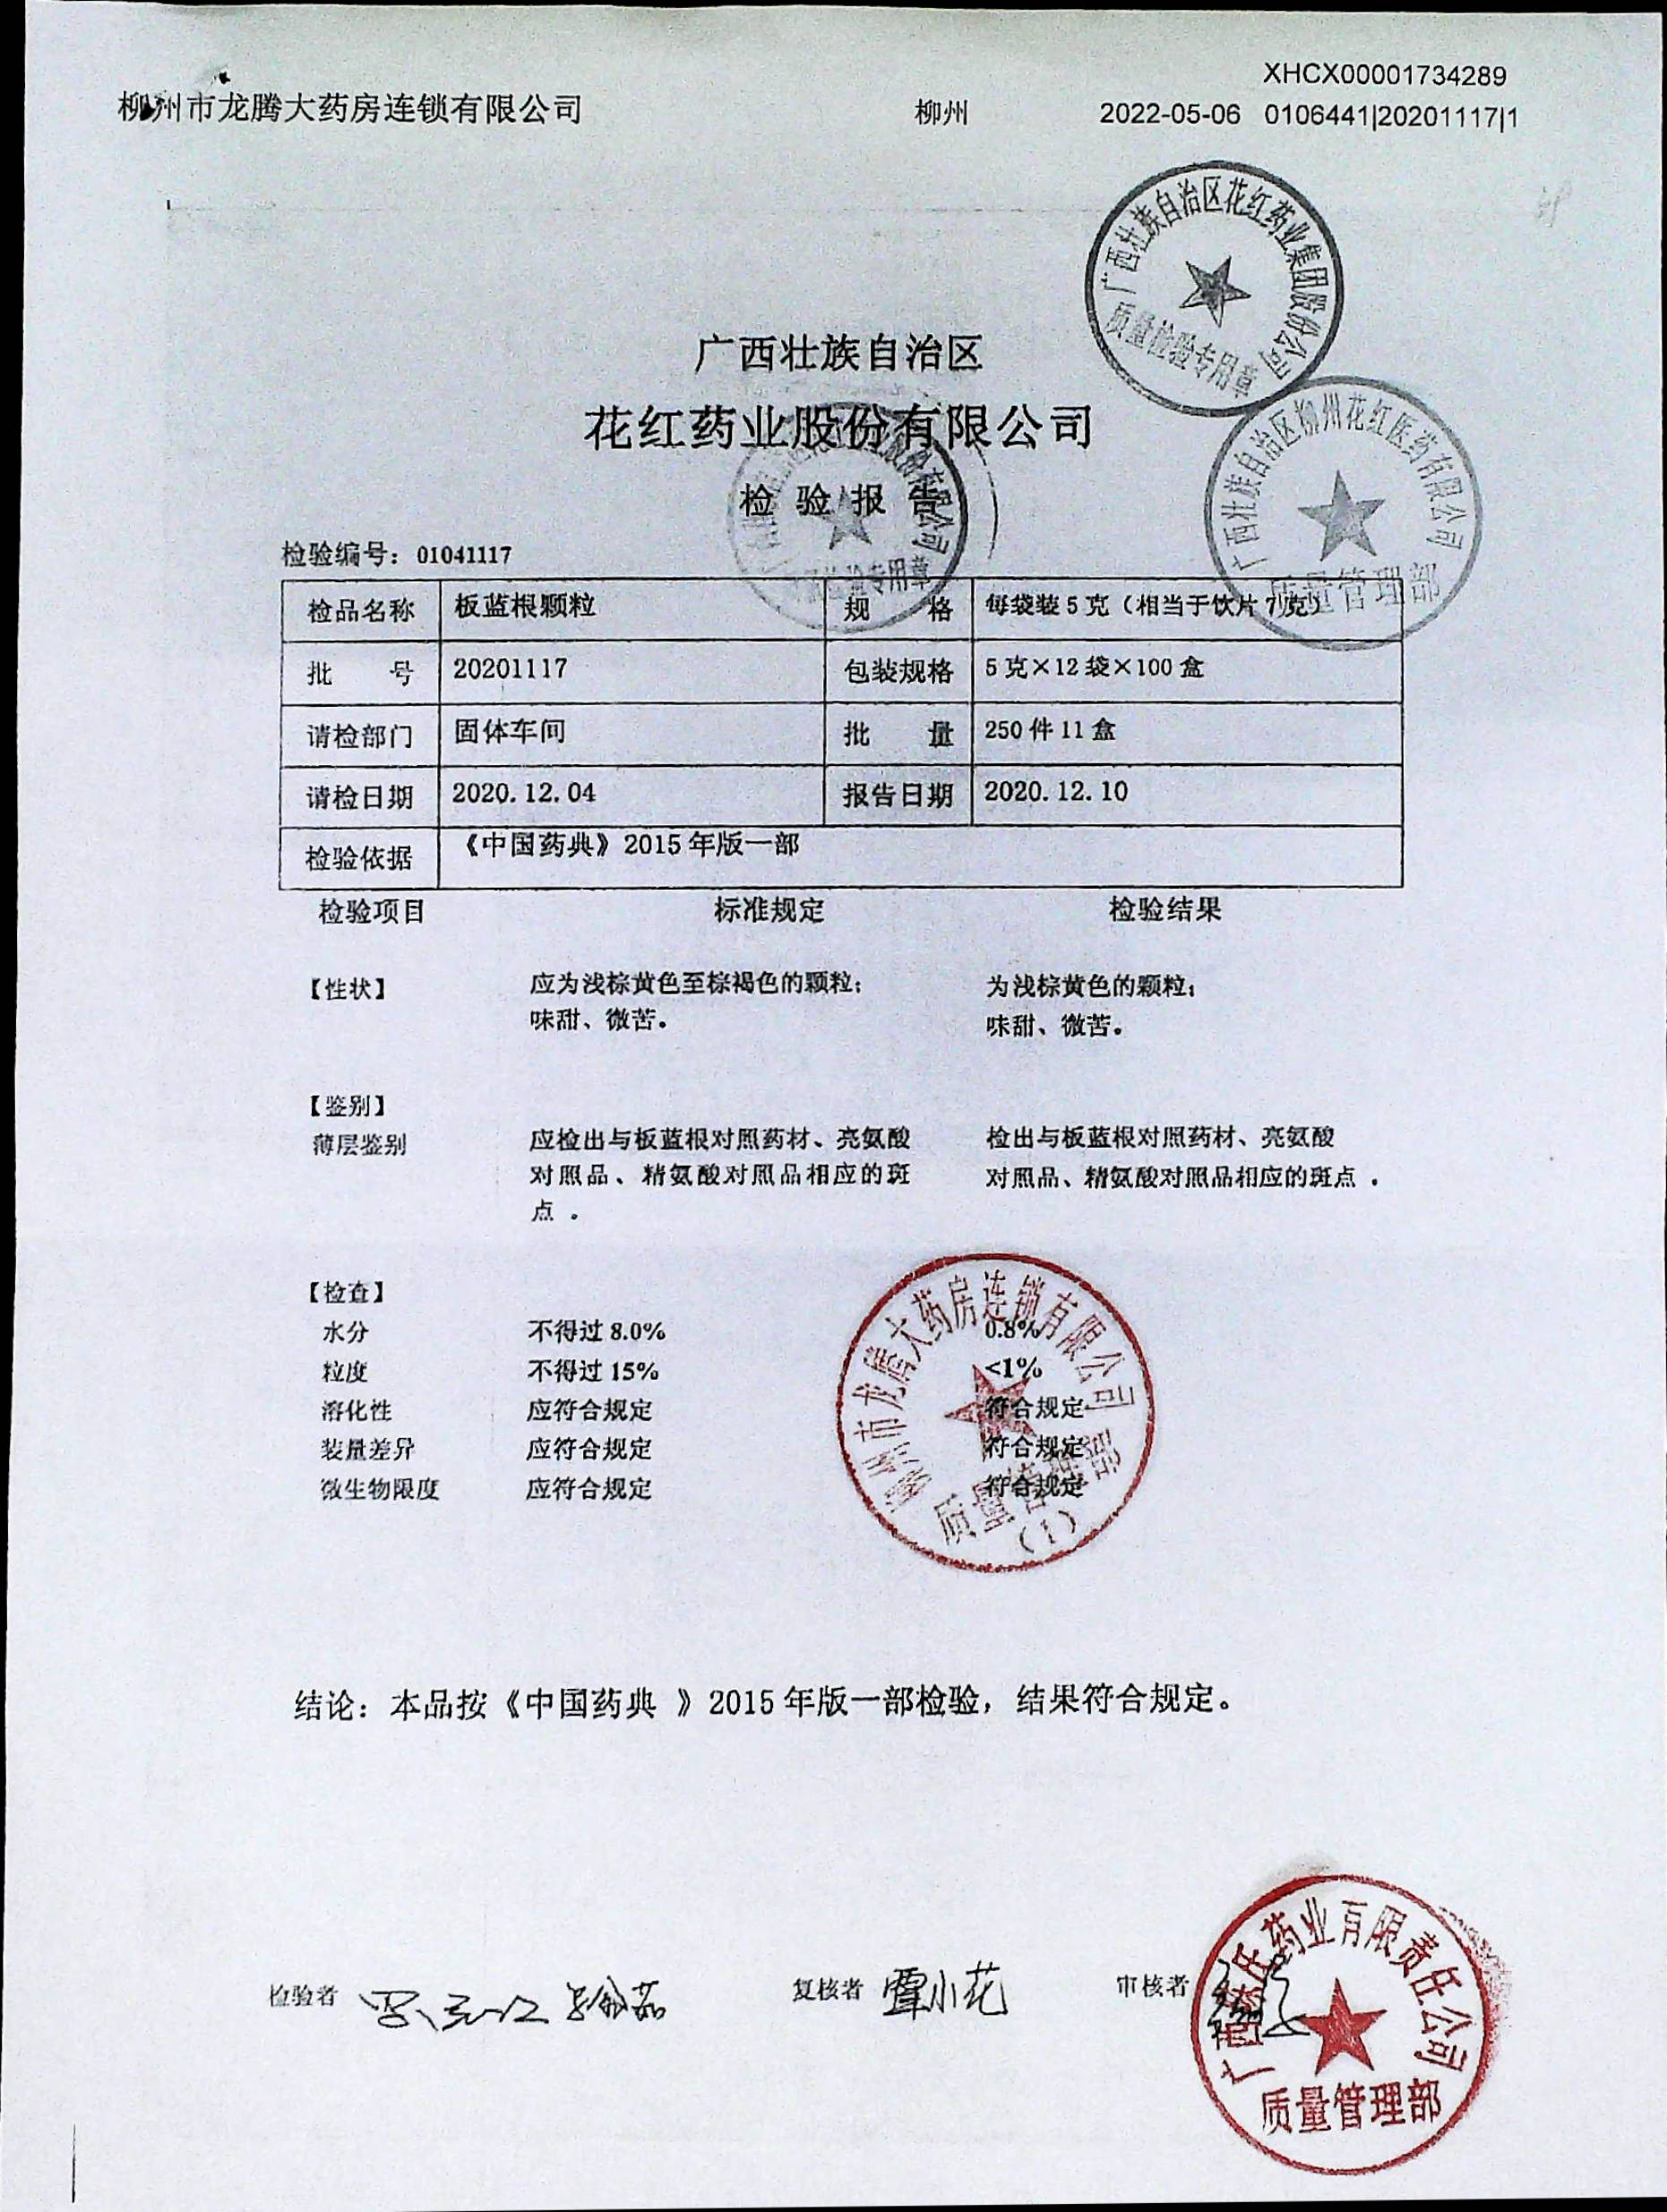 XHCX00001734289
柳州市龙腾大药房连锁有限公司 柳州 2022-05-06 0106441|20201117|1
广西壮族自治区花红药业集团股份公司
质量检验专用章
广西壮族自治区
花红药业股份有限公司
广西壮族自治区柳州花红医药有限公司
质量管理部
检验报告
检验专用章
检验编号：01041117
检品名称 板蓝根颗粒 规 格 每袋装5克（相当于饮片7克）
批 号 20201117 包装规格 5克×12袋×100盒
请检部门 固体车间 批 量 250件11盒
请检日期 2020.12.04 报告日期 2020.12.10
检验依据 《中国药典》2015年版一部
检验项目 标准规定 检验结果
【性状】 应为浅棕黄色至棕褐色的颗粒； 为浅棕黄色的颗粒；
味甜、微苦。 味甜、微苦。
【鉴别】
薄层鉴别 应检出与板蓝根对照药材、亮氨酸 检出与板蓝根对照药材、亮氨酸
对照品、精氨酸对照品相应的斑 对照品、精氨酸对照品相应的斑点．
点．
【检查】
水分 不得过8.0% 0.8%
粒度 不得过15% <1%
溶化性 应符合规定 符合规定
装量差异 应符合规定 符合规定
微生物限度 应符合规定 符合规定
柳州市龙腾大药房连锁有限公司
质量管理部
（1）
结论：本品按《中国药典 》2015年版一部检验，结果符合规定。
检验者 复核者 覃小花 审核者
药业有限责任公司
质量管理部